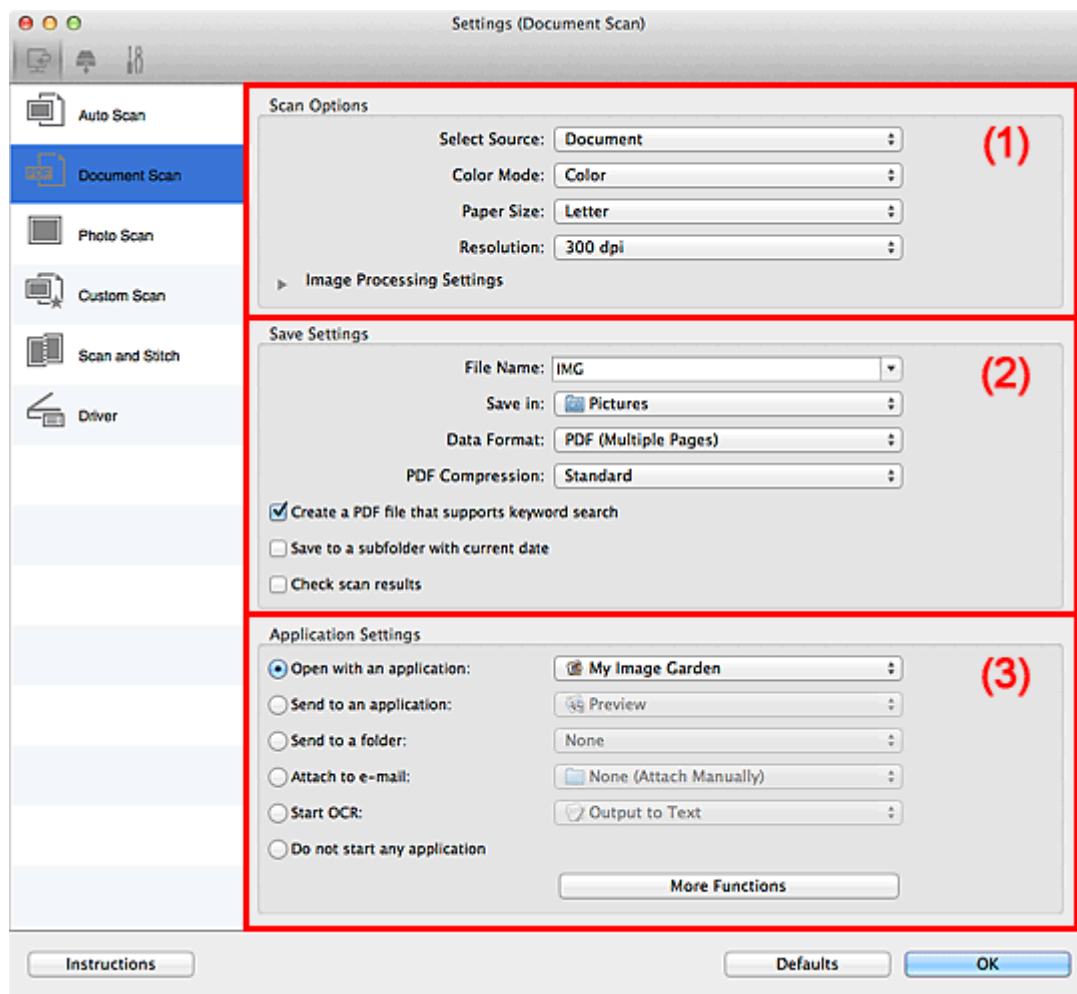 Settings (Document Scan)
Auto Scan
Document Scan
Photo Scan
Custom Scan
Scan and Stitch
Driver
Scan Options
(1)
Select Source: Document
Color Mode: Color
Paper Size: Letter
Resolution: 300 dpi
Image Processing Settings
Save Settings
(2)
File Name: IMG
Save in: Pictures
Data Format: PDF (Multiple Pages)
PDF Compression: Standard
Create a PDF file that supports keyword search
Save to a subfolder with current date
Check scan results
Application Settings
(3)
Open with an application: My Image Garden
Send to an application: Preview
Send to a folder: None
Attach to e-mail: None (Attach Manually)
Start OCR: Output to Text
Do not start any application
More Functions
Instructions
Defaults
OK